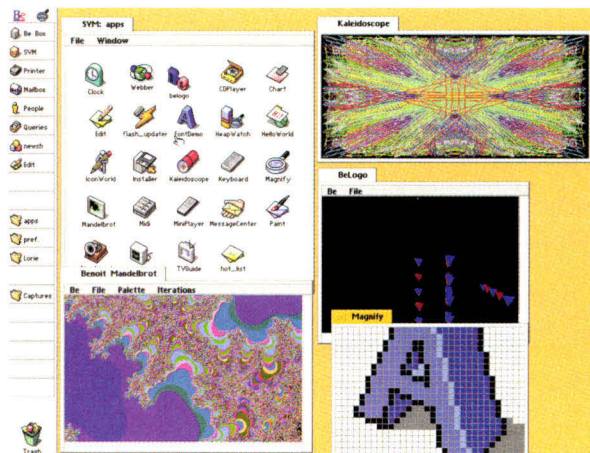 Be
Be Box
SVM
Printer
Mailbox
People
Queries
newsh
Edit
apps
pref.
Lorie
Captures
Trash
SVM: apps
File Window
Clock Webber belogo CDPlayer Chart
Edit flash_updater FontDemo HeapWatch HelloWorld
IconWorld Installer Kaleidoscope Keyboard Magnify
Mandelbrot Midi MiniPlayer MessageCenter Paint
TVGuide hot_list
Benoit Mandelbrot
Be File Palette Iterations
Kaleidoscope
BeLogo
Be File
Magnify